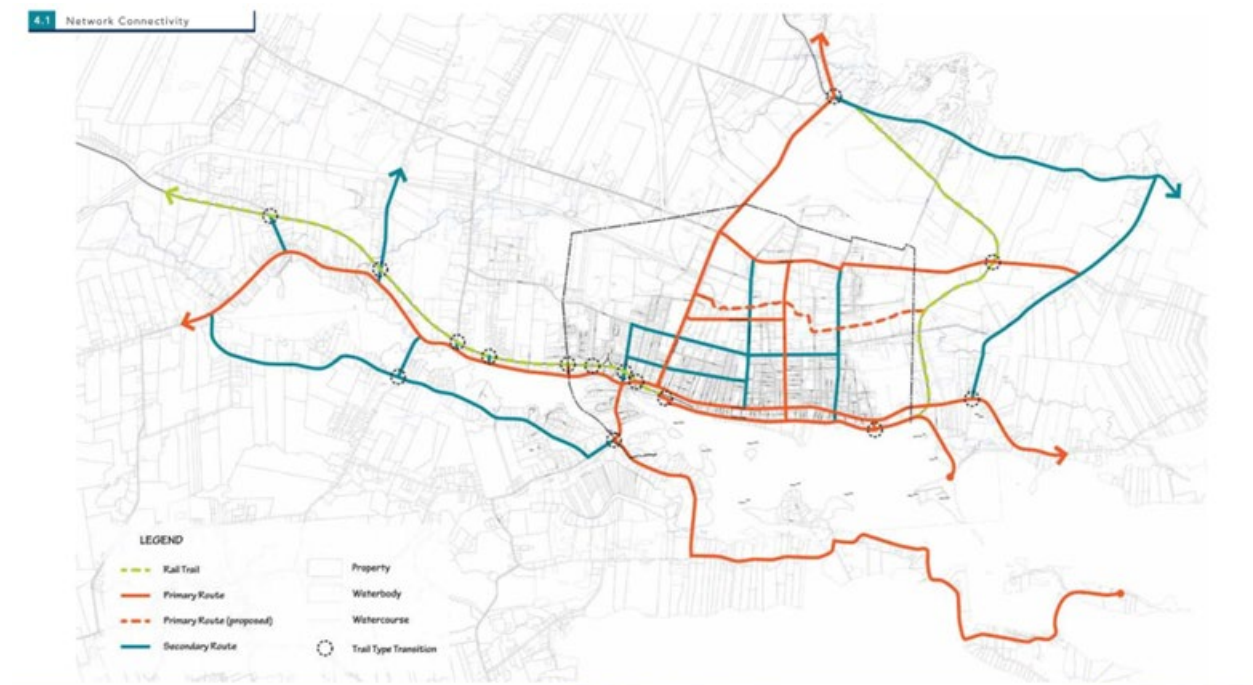 4.1 Network Connectivity
LEGEND
Rail Trail
Primary Route
Primary Route (proposed)
Secondary Route
Property
Waterbody
Watercourse
Trail Type Transition